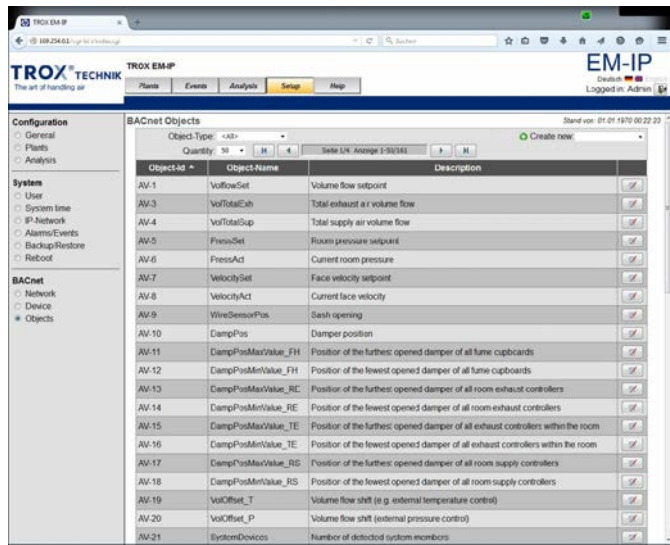 TROX EM-IP
Suchen
TROX® TECHNIK
The art of handling air
TROX EM-IP
Plants Events Analysis Setup Help
EM-IP
Deutsch
Logged in: Admin
Configuration
General
Plants
Analysis
System
User
System time
IP-Network
Alarms/Events
Backup/Restore
Reboot
BACnet
Network
Device
Objects
BACnet Objects
Stand von: 01.01.1970 00:22:23
Object-Type: <All>
Create new:
Quantity: 50 Seite 1/4 Anzeige 1-50/161
Object-Id Object-Name Description
AV-1 VolflowSet Volume flow setpoint
AV-3 VolTotalExh Total exhaust air volume flow
AV-4 VolTotalSup Total supply air volume flow
AV-5 PressSet Room pressure setpoint
AV-6 PressAct Current room pressure
AV-7 VelocitySet Face velocity setpoint
AV-8 VelocityAct Current face velocity
AV-9 WireSensorPos Sash opening
AV-10 DampPos Damper position
AV-11 DampPosMaxValue_FH Position of the furthest opened damper of all fume cupboards
AV-12 DampPosMinValue_FH Position of the fewest opened damper of all fume cupboards
AV-13 DampPosMaxValue_RE Position of the furthest opened damper of all room exhaust controllers
AV-14 DampPosMinValue_RE Position of the fewest opened damper of all room exhaust controllers
AV-15 DampPosMaxValue_TE Position of the furthest opened damper of all exhaust controllers within the room
AV-16 DampPosMinValue_TE Position of the fewest opened damper of all exhaust controllers within the room
AV-17 DampPosMaxValue_RS Position of the furthest opened damper of all room supply controllers
AV-18 DampPosMinValue_RS Position of the fewest opened damper of all room supply controllers
AV-19 VolOffset_T Volume flow shift (e.g. external temperature control)
AV-20 VolOffset_P Volume flow shift (external pressure control)
AV-21 SystemDevices Number of detected system members